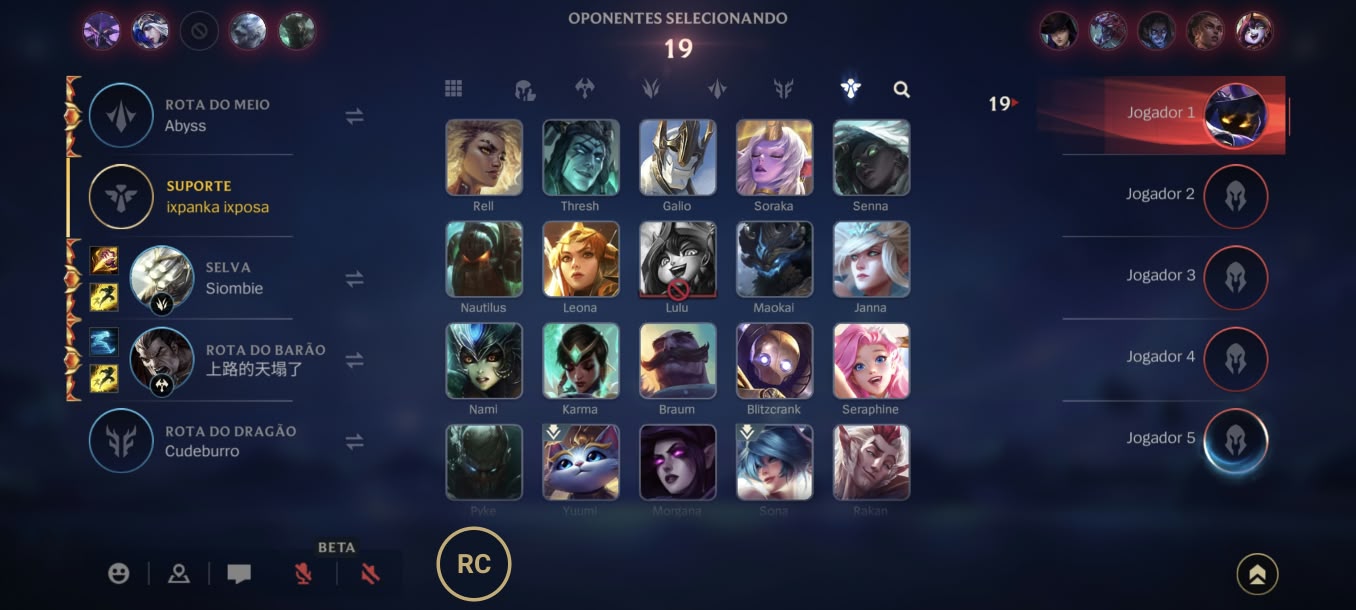 OPONENTES SELECIONANDO
19
ROTA DO MEIO
Abyss
SUPORTE
ixpanka ixposa
SELVA
Siombie
ROTA DO BARÃO
上路的天塌了
ROTA DO DRAGÃO
Cudeburro
Rell
Thresh
Galio
Soraka
Senna
Nautilus
Leona
Lulu
Maokai
Janna
Nami
Karma
Braum
Blitzcrank
Seraphine
Pyke
Yuumi
Morgana
Sona
Rakan
19
Jogador 1
Jogador 2
Jogador 3
Jogador 4
Jogador 5
BETA
RC